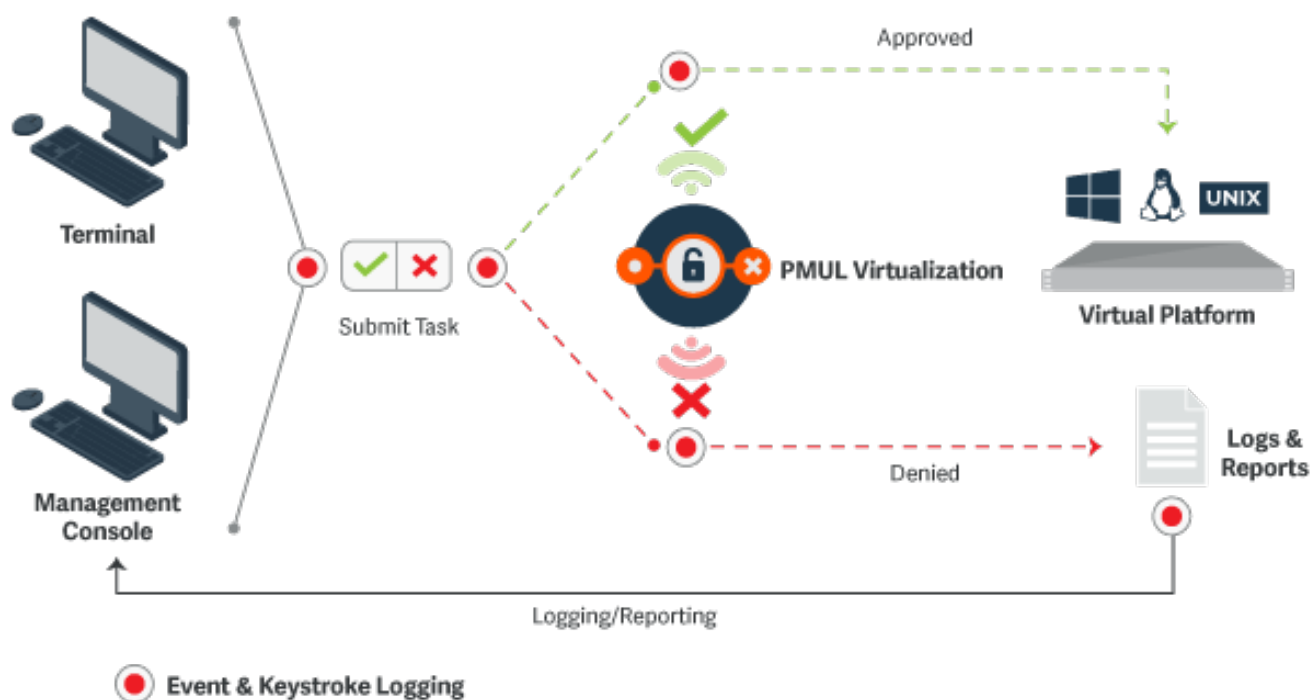 Approved
Terminal
UNIX
Submit Task
PMUL Virtualization
Virtual Platform
Management
Console
Denied
Logs &
Reports
Logging/Reporting
Event & Keystroke Logging